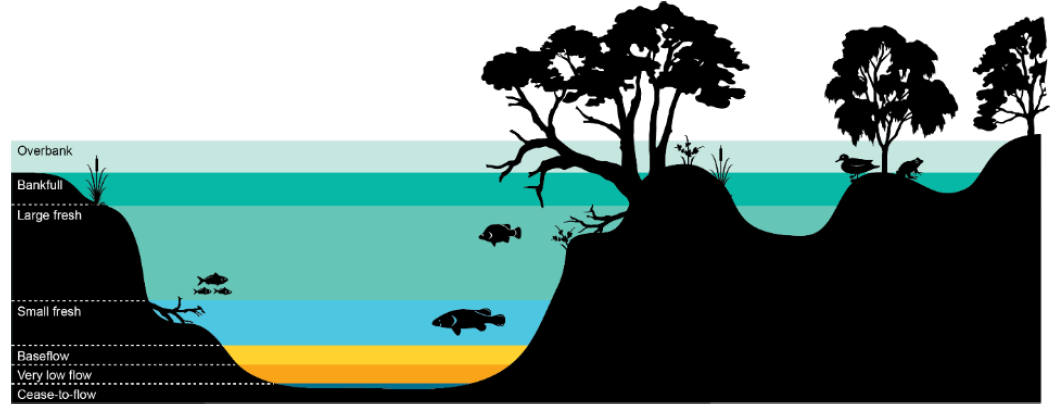 Overbank
Bankfull
Large fresh
Small fresh
Baseflow
Very low flow
Cease-to-flow